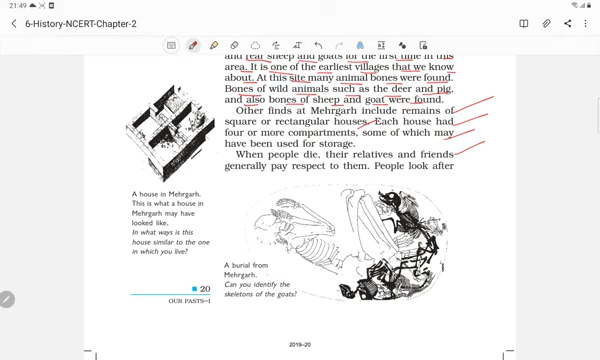 21:49
91%
6-History-NCERT-Chapter-2
and rear sheep and goats for the first time in this
area. It is one of the earliest villages that we know
about. At this site many animal bones were found.
Bones of wild animals such as the deer and pig,
and also bones of sheep and goat were found.
Other finds at Mehrgarh include remains of
square or rectangular houses. Each house had
four or more compartments, some of which may
have been used for storage.
When people die, their relatives and friends
generally pay respect to them. People look after
A house in Mehrgarh.
This is what a house in
Mehrgarh may have
looked like.
In what ways is this
house similar to the one
in which you live?
A burial from
Mehrgarh.
Can you identify the
skeletons of the goats?
20
OUR PASTS–I
2019–20